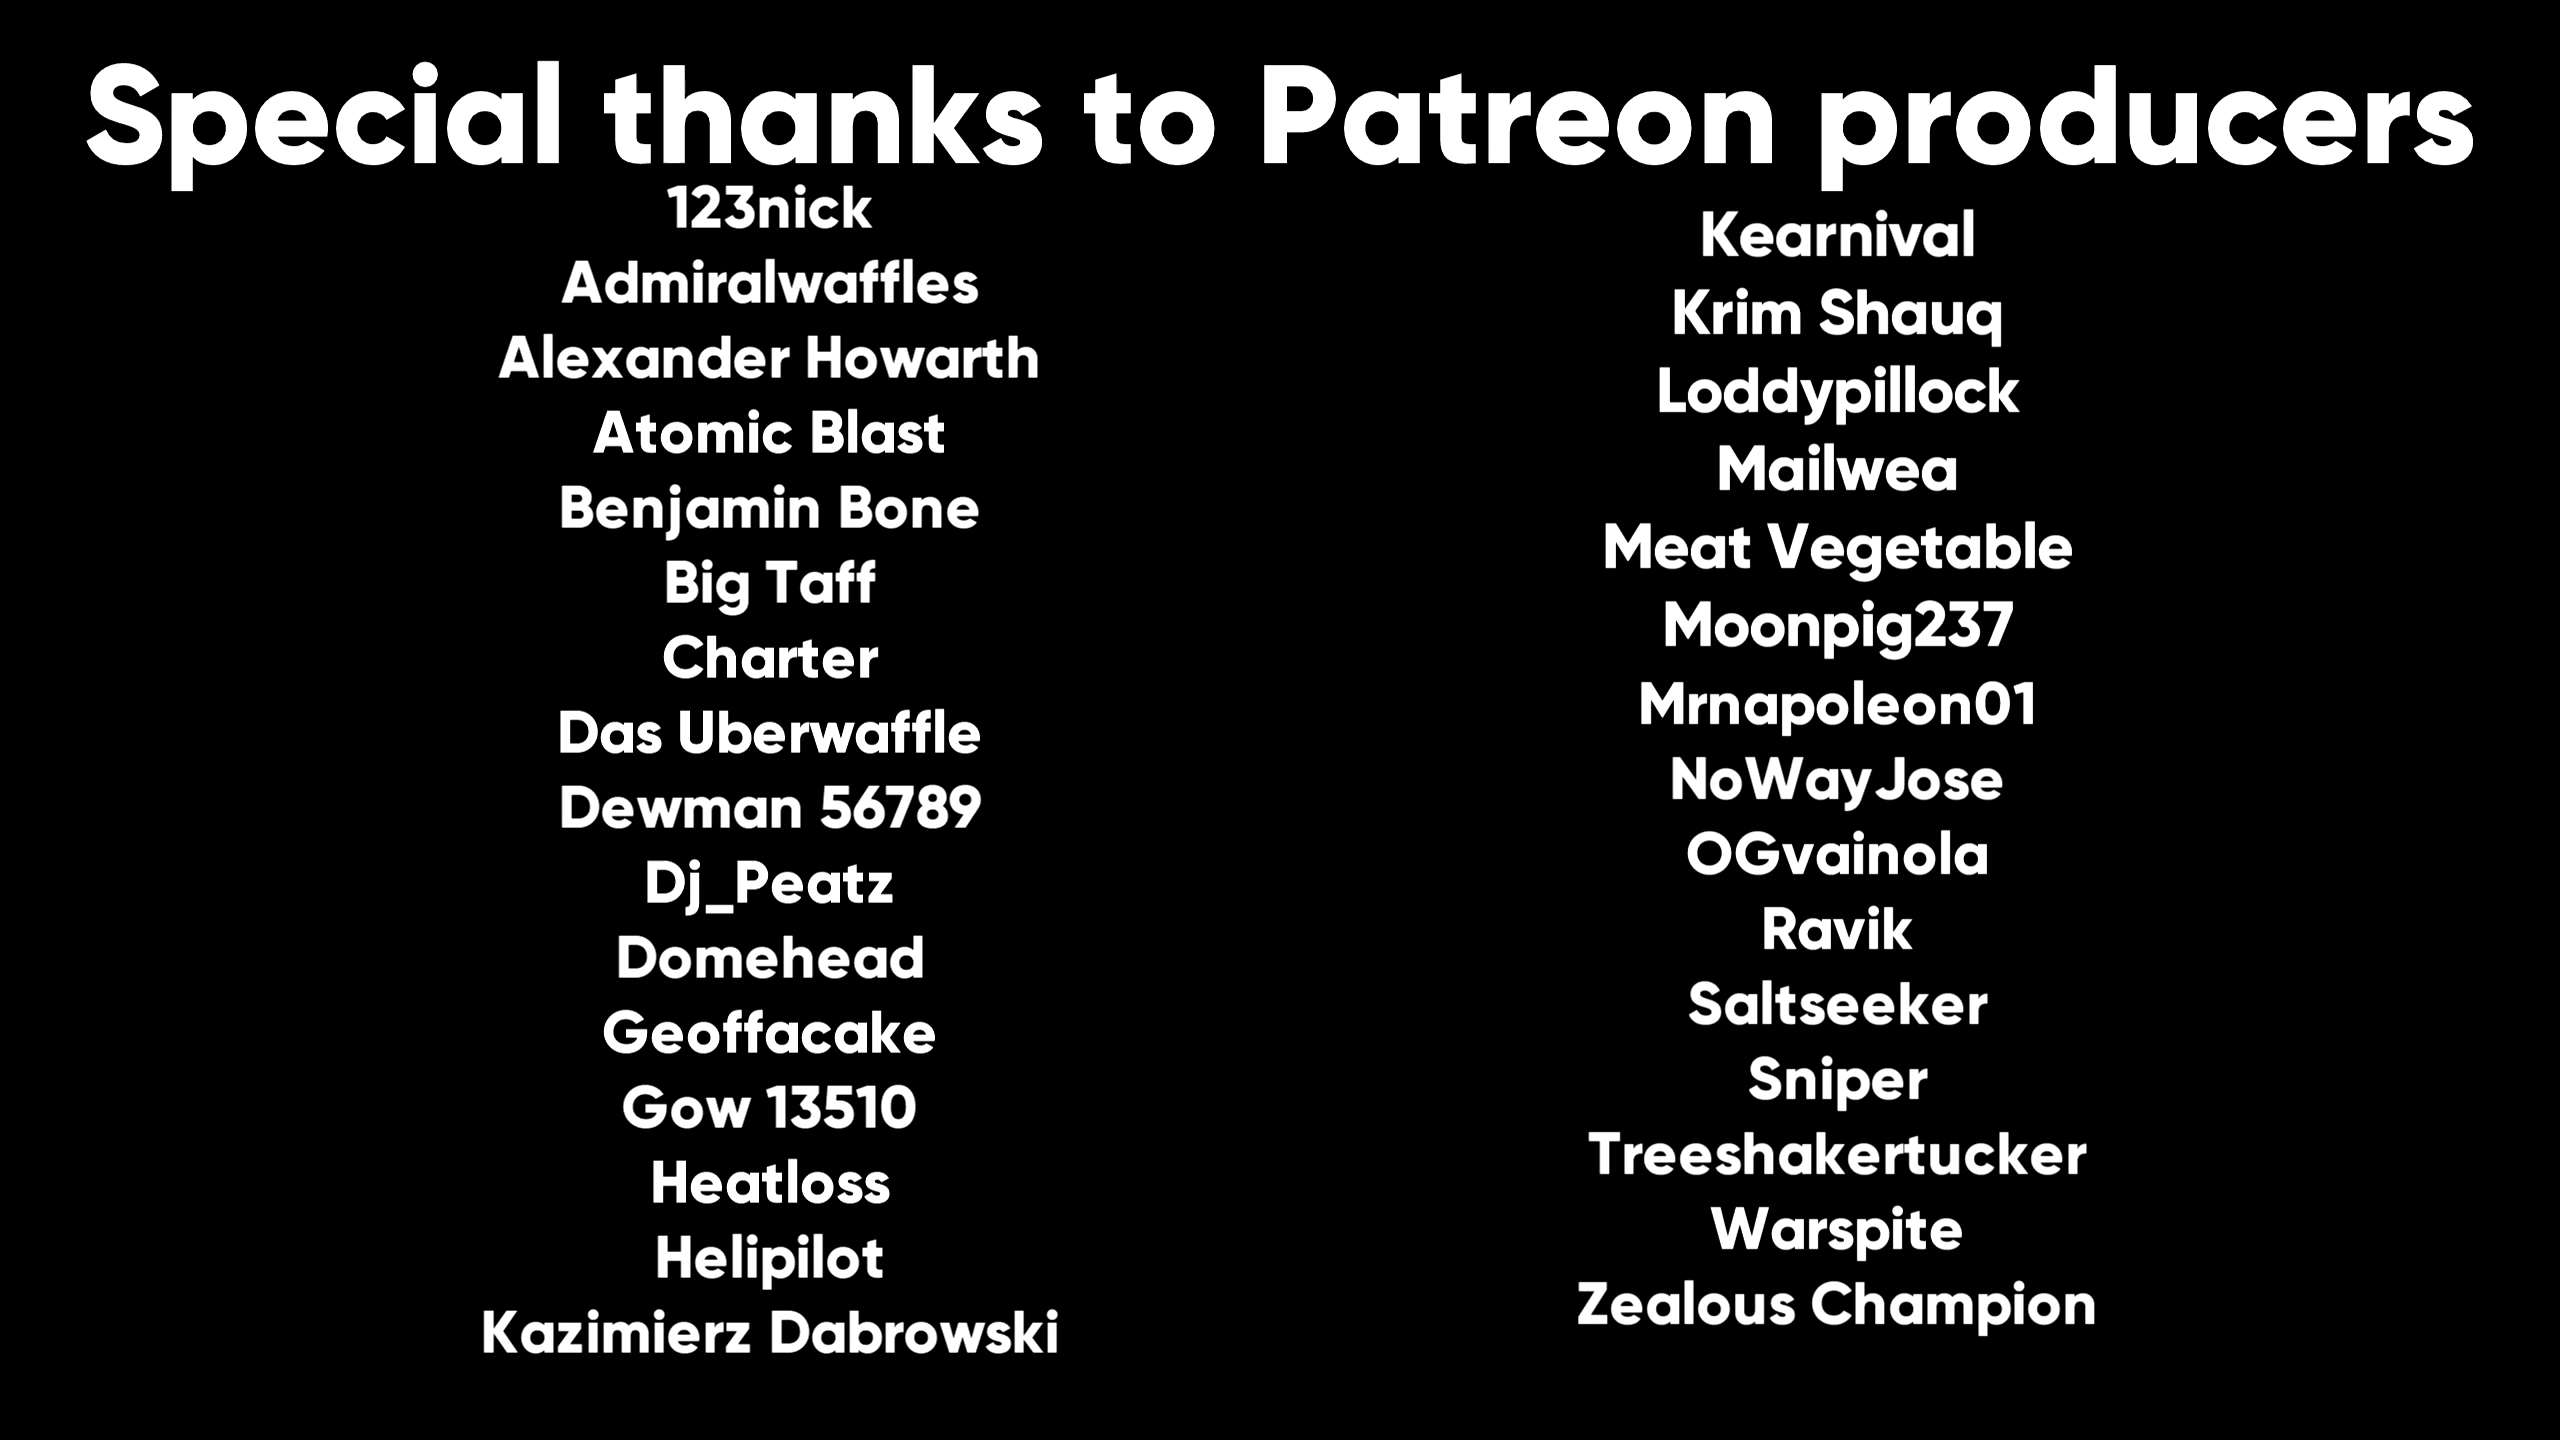 Special thanks to Patreon producers
123nick
Admiralwaffles
Alexander Howarth
Atomic Blast
Benjamin Bone
Big Taff
Charter
Das Uberwaffle
Dewman 56789
Dj_Peatz
Domehead
Geoffacake
Gow 13510
Heatloss
Helipilot
Kazimierz Dabrowski
Kearnival
Krim Shauq
Loddypillock
Mailwea
Meat Vegetable
Moonpig237
Mrnapoleon01
NoWayJose
OGvainola
Ravik
Saltseeker
Sniper
Treeshakertucker
Warspite
Zealous Champion